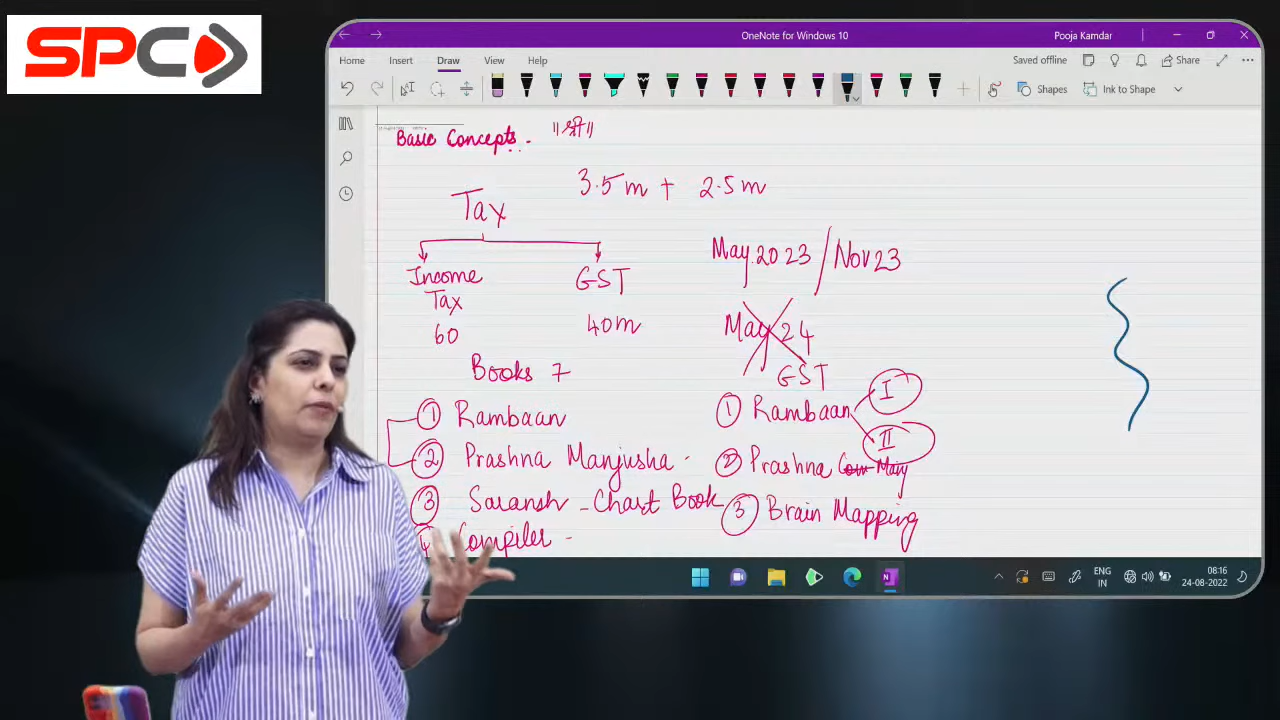 SPC
OneNote for Windows 10
Pooja Kamdar
Home Insert Draw View Help
Saved offline
Share
Shapes
Ink to Shape
Basic Concepts. ॥श्री॥
3.5m + 2.5m
Tax
May.2023 / Nov 23
Income Tax
60
GST
40m
May 24
Books 7
GST
① Rambaan
② Prashna Manjusha
③ Saransh - Chart Book
Compiler -
① Rambaan I
II
② Prashna Manj
③ Brain Mapping
ENG
IN
08:16
24-08-2022